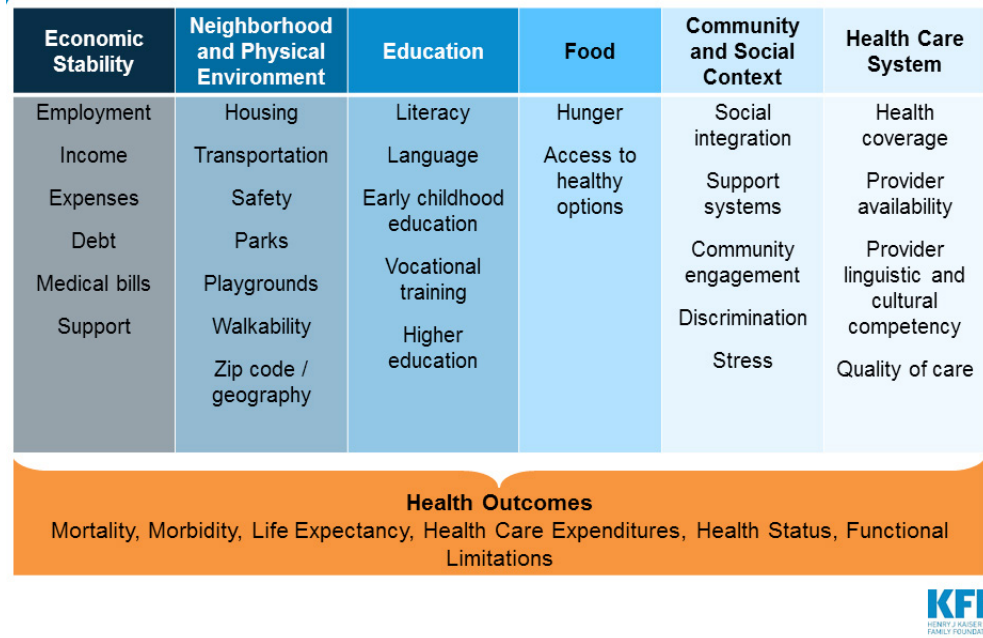 Economic
Stability
Neighborhood
and Physical
Environment
Education
Food
Community
and Social
Context
Health Care
System
Employment
Income
Expenses
Debt
Medical bills
Support
Housing
Transportation
Safety
Parks
Playgrounds
Walkability
Zip code /
geography
Literacy
Language
Early childhood
education
Vocational
training
Higher
education
Hunger
Access to
healthy
options
Social
integration
Support
systems
Community
engagement
Discrimination
Stress
Health
coverage
Provider
availability
Provider
linguistic and
cultural
competency
Quality of care
Health Outcomes
Mortality, Morbidity, Life Expectancy, Health Care Expenditures, Health Status, Functional
Limitations
KF
HENRY J KAISER
FAMILY